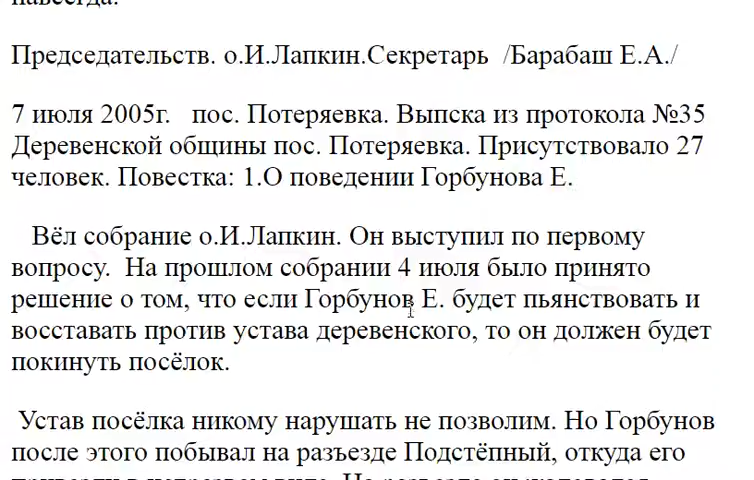 навсегда.
Председательств. о.И.Лапкин.Секретарь /Барабаш Е.А./
7 июля 2005г. пос. Потеряевка. Выпска из протокола №35
Деревенской общины пос. Потеряевка. Присутствовало 27
человек. Повестка: 1.О поведении Горбунова Е.
Вёл собрание о.И.Лапкин. Он выступил по первому
вопросу. На прошлом собрании 4 июля было принято
решение о том, что если Горбунов Е. будет пьянствовать и
восставать против устава деревенского, то он должен будет
покинуть посёлок.
Устав посёлка никому нарушать не позволим. Но Горбунов
после этого побывал на разъезде Подстёпный, откуда его